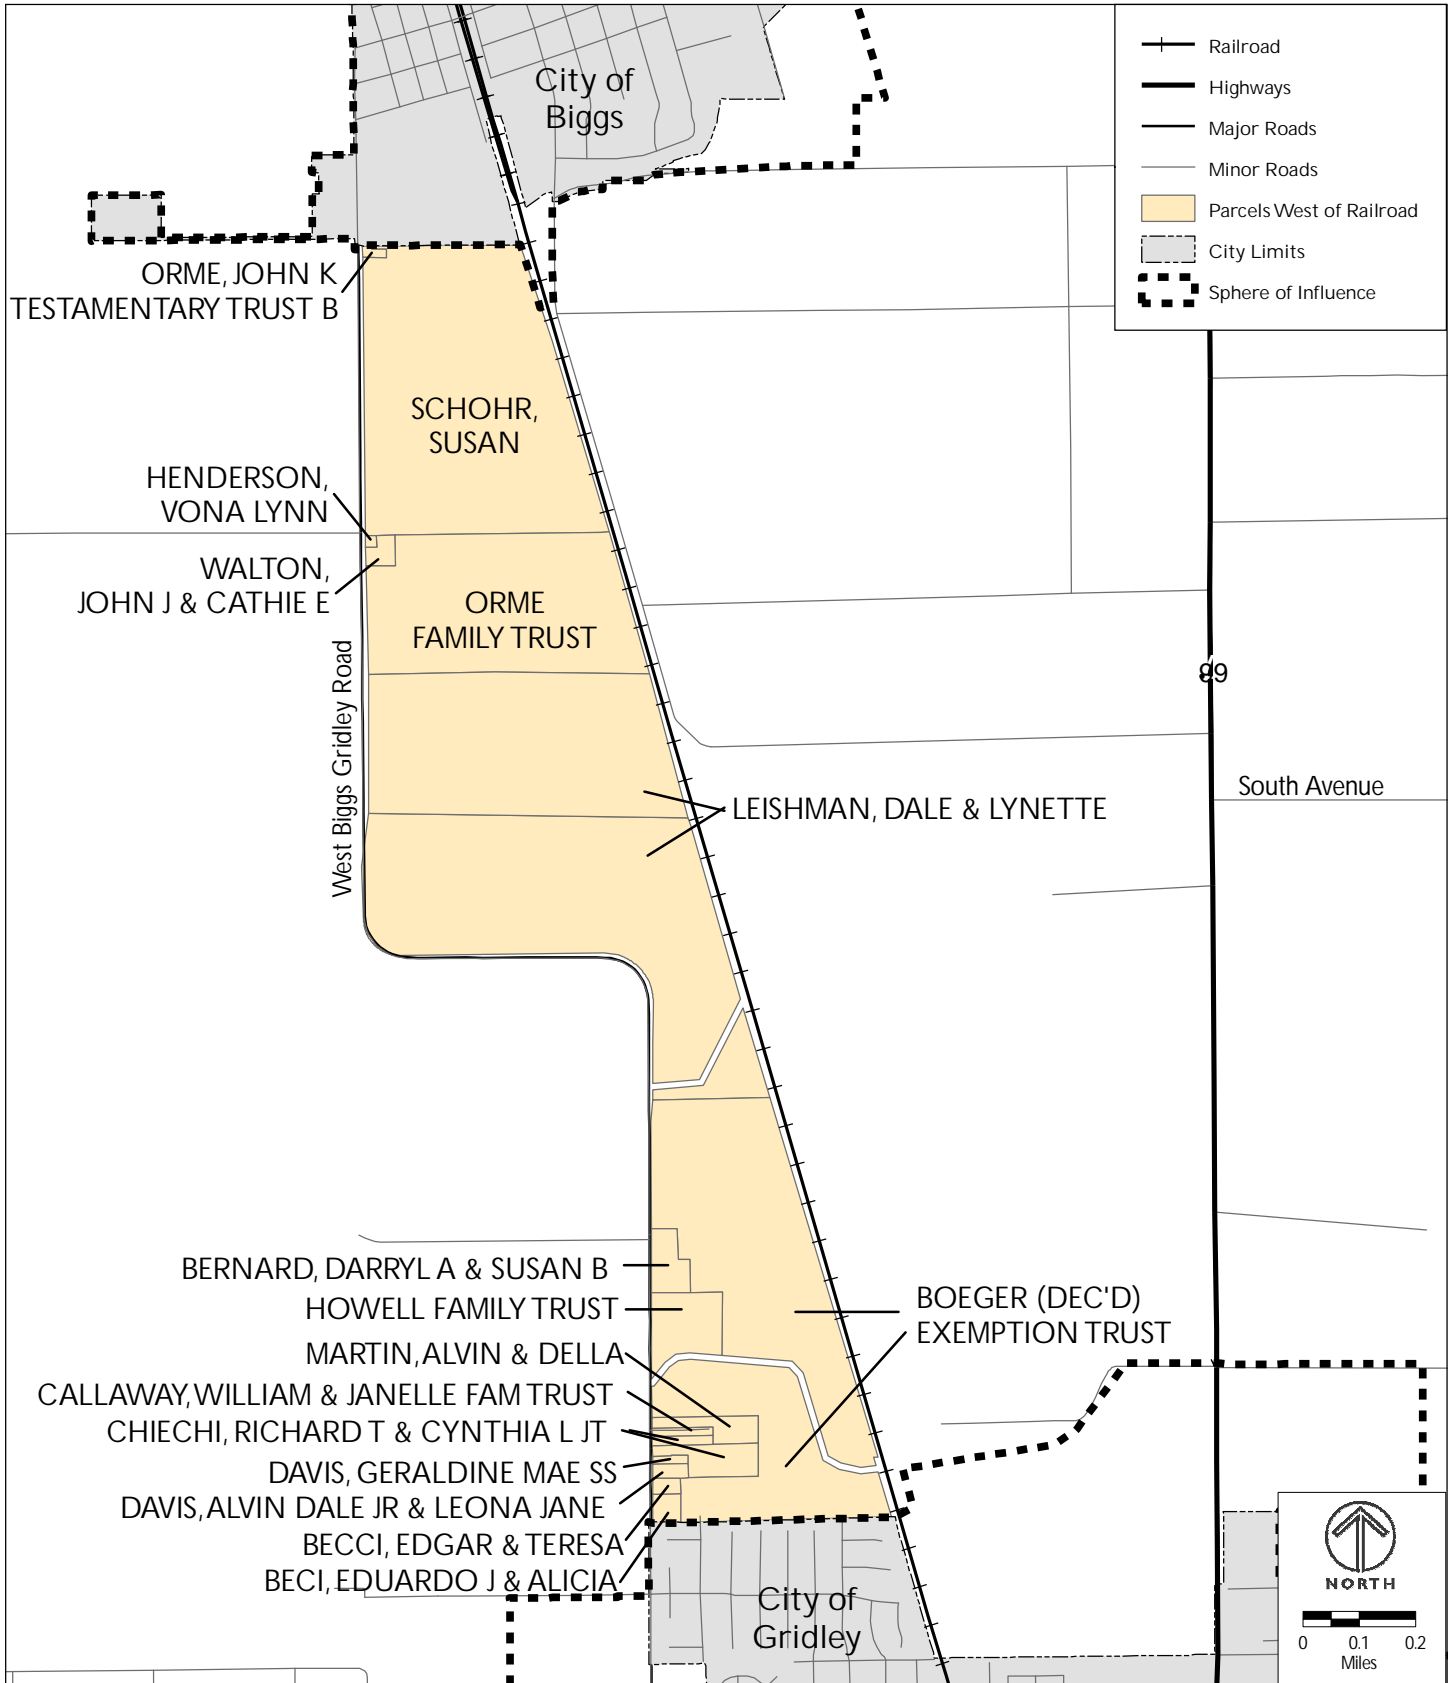 City of
Biggs
Railroad
Highways
Major Roads
Minor Roads
Parcels West of Railroad
City Limits
Sphere of Influence
ORME, JOHN K
TESTAMENTARY TRUST B
SCHOHR,
SUSAN
HENDERSON,
VONA LYNN
WALTON,
JOHN J & CATHIE E
ORME
FAMILY TRUST
West Biggs Gridley Road
99
South Avenue
LEISHMAN, DALE & LYNETTE
BERNARD, DARRYL A & SUSAN B
HOWELL FAMILY TRUST
BOEGER (DEC'D)
EXEMPTION TRUST
MARTIN, ALVIN & DELLA
CALLAWAY, WILLIAM & JANELLE FAM TRUST
CHIECHI, RICHARD T & CYNTHIA L JT
DAVIS, GERALDINE MAE SS
DAVIS, ALVIN DALE JR & LEONA JANE
BECCI, EDGAR & TERESA
BECI, EDUARDO J & ALICIA
City of
Gridley
NORTH
0 0.1 0.2
Miles